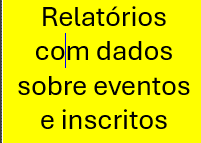 Relatórios
com dados
sobre eventos
e inscritos